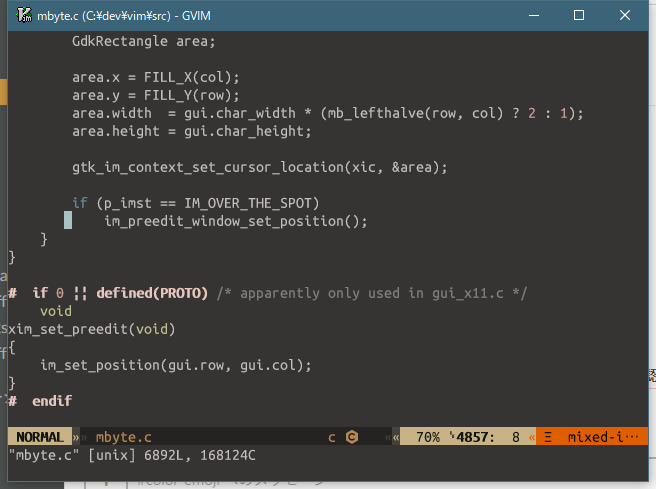 mbyte.c (C:¥dev¥vim¥src) - GVIM
        GdkRectangle area;

        area.x = FILL_X(col);
        area.y = FILL_Y(row);
        area.width  = gui.char_width * (mb_lefthalve(row, col) ? 2 : 1);
        area.height = gui.char_height;

        gtk_im_context_set_cursor_location(xic, &area);

        if (p_imst == IM_OVER_THE_SPOT)
            im_preedit_window_set_position();
    }
}

#  if 0 ¦¦ defined(PROTO) /* apparently only used in gui_x11.c */
    void
xim_set_preedit(void)
{
    im_set_position(gui.row, gui.col);
}
#  endif

NORMAL »» mbyte.c c «« 70% 4857:  8 « Ξ mixed-i…
"mbyte.c" [unix] 6892L, 168124C